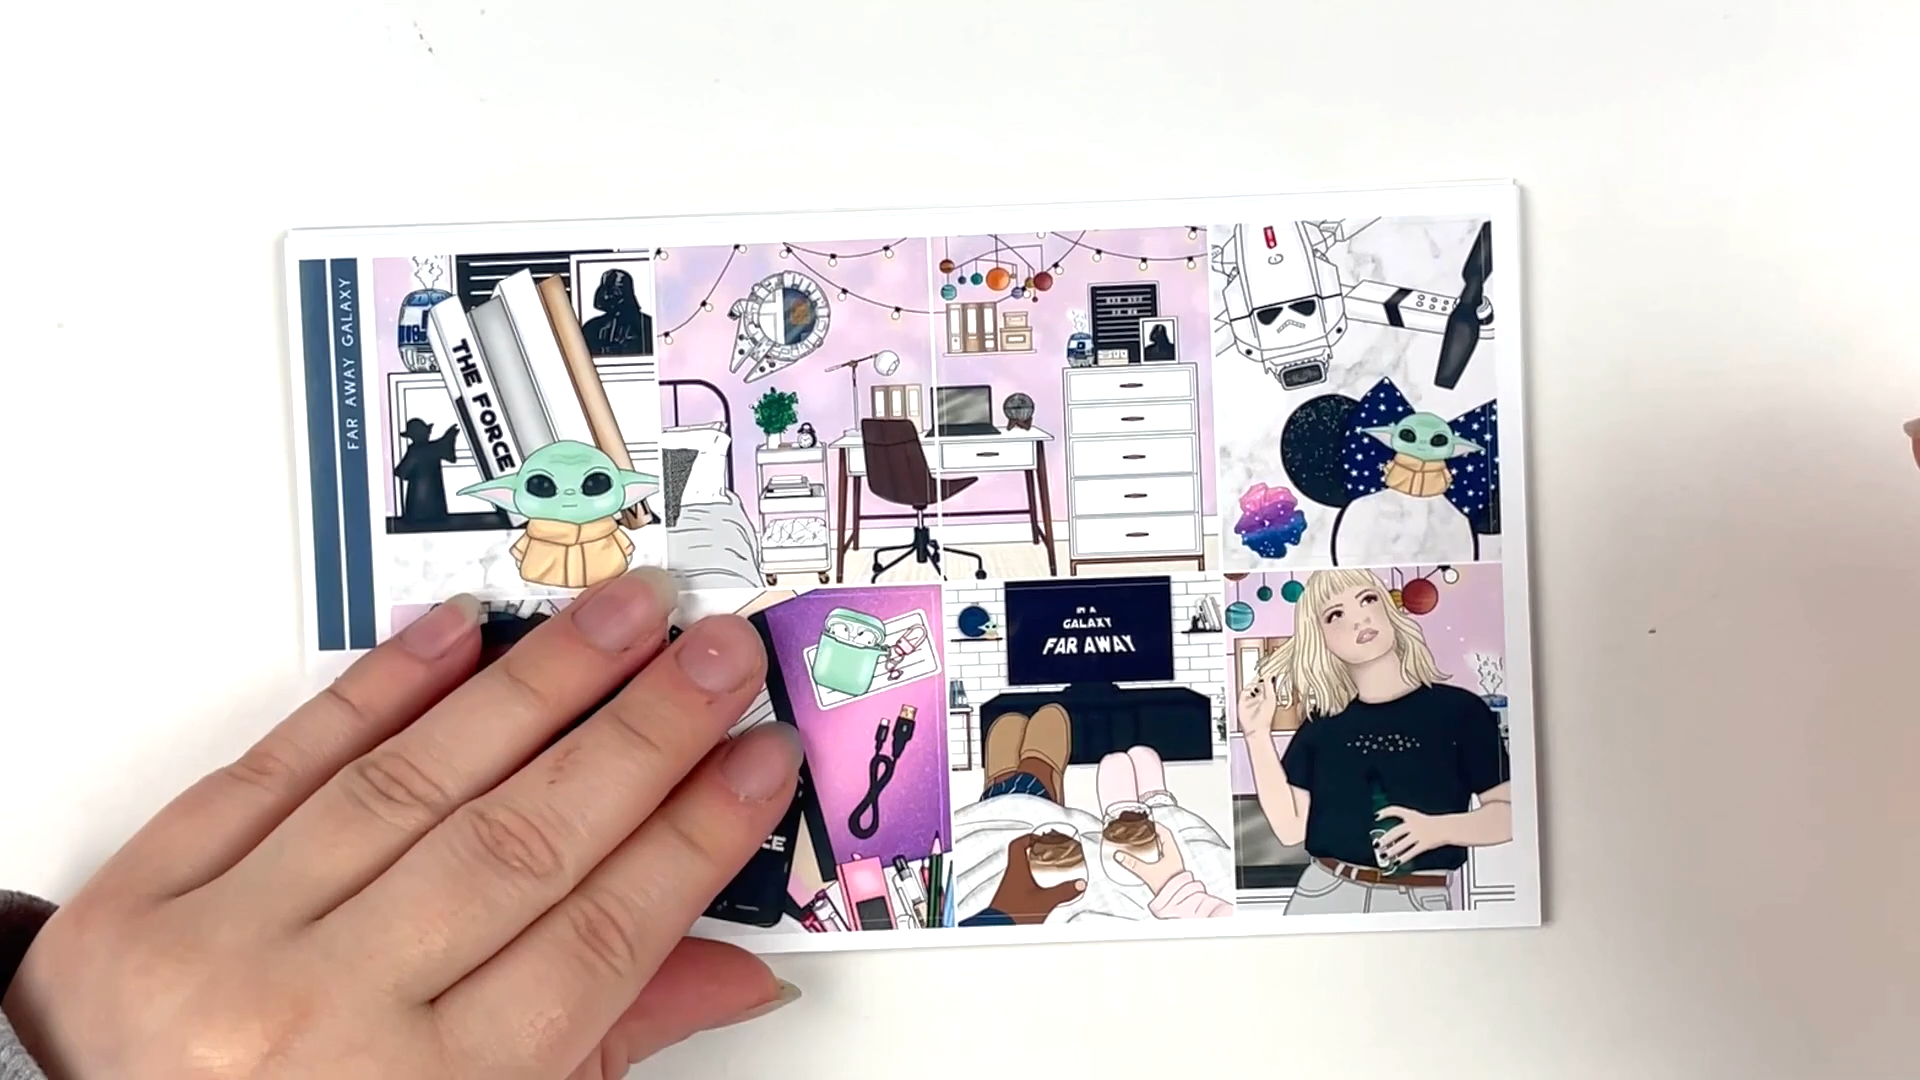 FAR AWAY GALAXY
THE FORCE
IN A
GALAXY
FAR AWAY